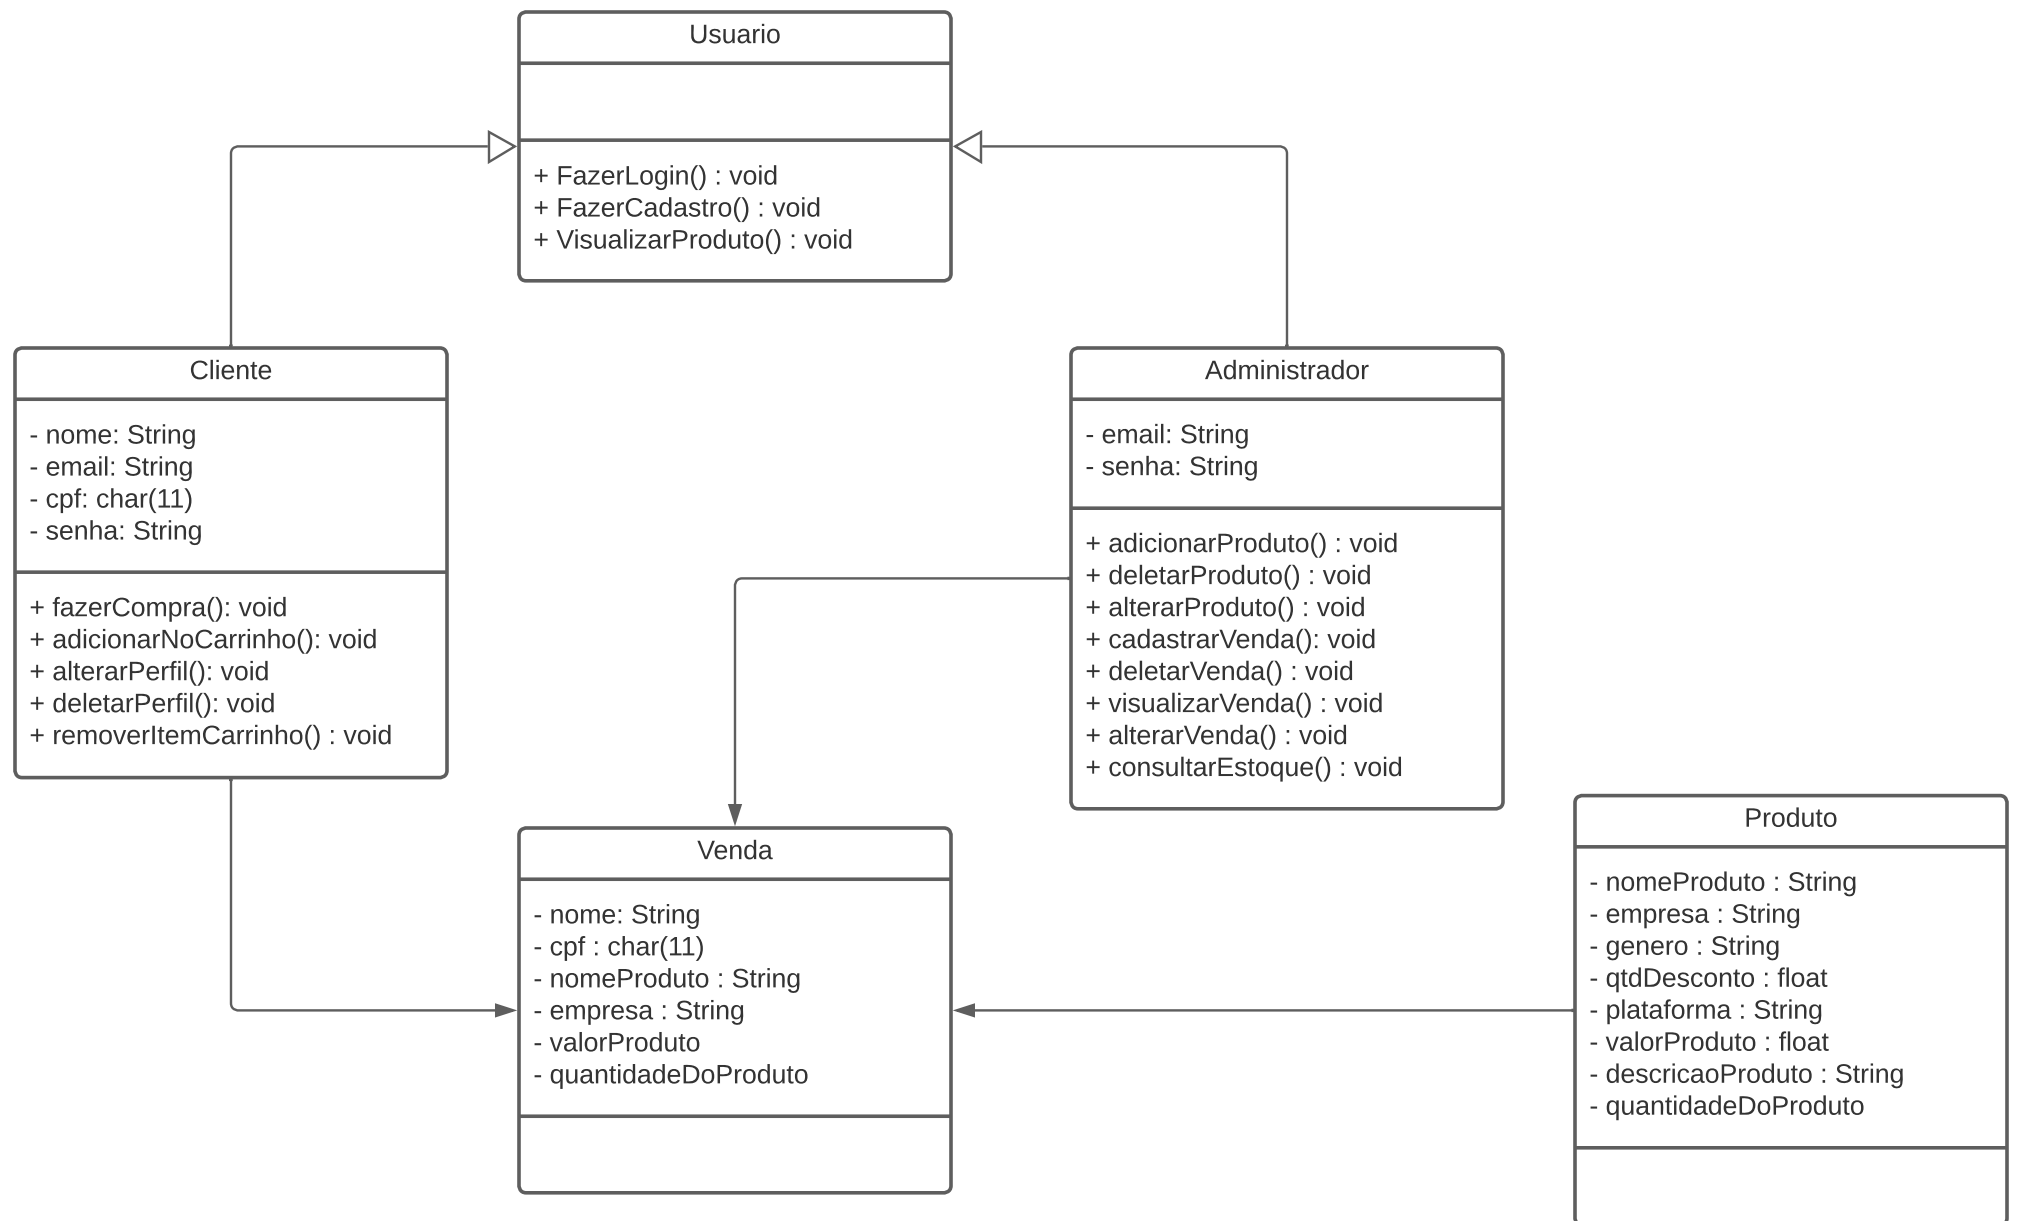 Usuario
+ FazerLogin() : void
+ FazerCadastro() : void
+ VisualizarProduto() : void
Cliente
- nome: String
- email: String
- cpf: char(11)
- senha: String
+ fazerCompra(): void
+ adicionarNoCarrinho(): void
+ alterarPerfil(): void
+ deletarPerfil(): void
+ removerItemCarrinho() : void
Administrador
- email: String
- senha: String
+ adicionarProduto() : void
+ deletarProduto() : void
+ alterarProduto() : void
+ cadastrarVenda(): void
+ deletarVenda() : void
+ visualizarVenda() : void
+ alterarVenda() : void
+ consultarEstoque() : void
Venda
- nome: String
- cpf : char(11)
- nomeProduto : String
- empresa : String
- valorProduto
- quantidadeDoProduto
Produto
- nomeProduto : String
- empresa : String
- genero : String
- qtdDesconto : float
- plataforma : String
- valorProduto : float
- descricaoProduto : String
- quantidadeDoProduto